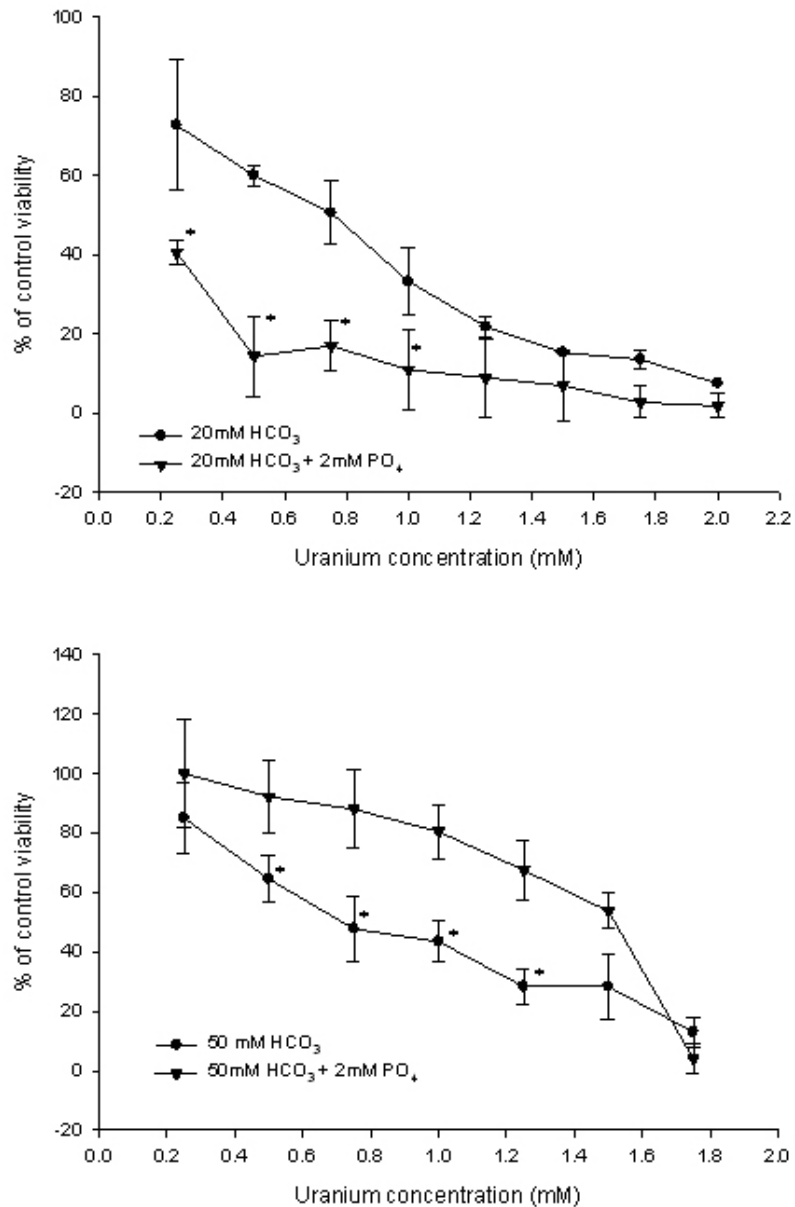 100
80
60
40
20
0
-20
% of control viability
*
*
*
*
20mM HCO₃
20mM HCO₃ + 2mM PO₄
0.0 0.2 0.4 0.6 0.8 1.0 1.2 1.4 1.6 1.8 2.0 2.2
Uranium concentration (mM)
140
120
100
80
60
40
20
0
-20
% of control viability
*
*
*
*
50 mM HCO₃
50mM HCO₃ + 2mM PO₄
0.0 0.2 0.4 0.6 0.8 1.0 1.2 1.4 1.6 1.8 2.0
Uranium concentration (mM)